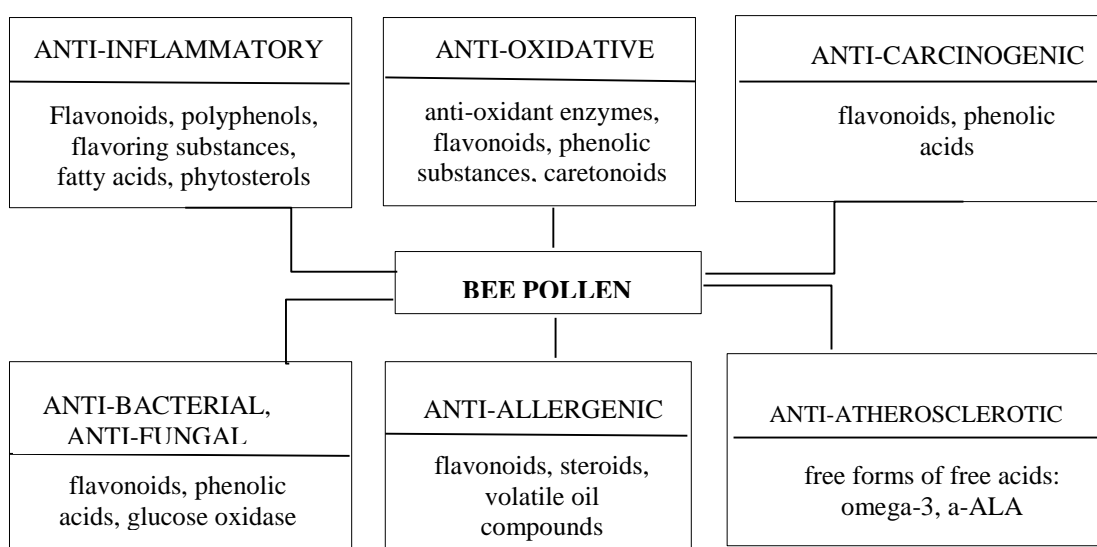 ANTI-INFLAMMATORY
Flavonoids, polyphenols,
flavoring substances,
fatty acids, phytosterols
ANTI-OXIDATIVE
anti-oxidant enzymes,
flavonoids, phenolic
substances, caretonoids
ANTI-CARCINOGENIC
flavonoids, phenolic
acids
BEE POLLEN
ANTI-BACTERIAL,
ANTI-FUNGAL
flavonoids, phenolic
acids, glucose oxidase
ANTI-ALLERGENIC
flavonoids, steroids,
volatile oil
compounds
ANTI-ATHEROSCLEROTIC
free forms of free acids:
omega-3, a-ALA